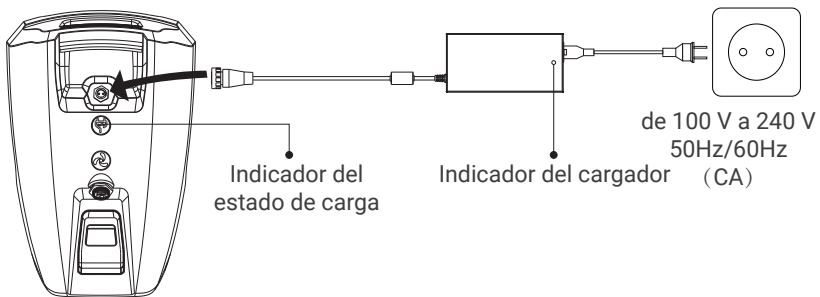 Indicador del
estado de carga
Indicador del cargador
de 100 V a 240 V
50Hz/60Hz
（CA）